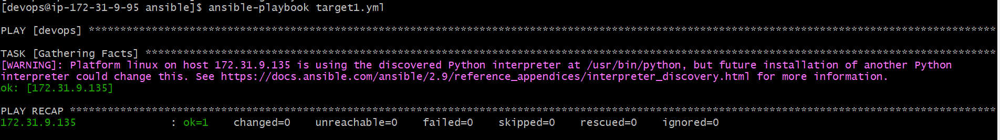 [devops@ip-172-31-9-95 ansible]$ ansible-playbook target1.yml
PLAY [devops] ************************************************************************************************************************************************
TASK [Gathering Facts] ***************************************************************************************************************************************
[WARNING]: Platform linux on host 172.31.9.135 is using the discovered Python interpreter at /usr/bin/python, but future installation of another Python
interpreter could change this. See https://docs.ansible.com/ansible/2.9/reference_appendices/interpreter_discovery.html for more information.
ok: [172.31.9.135]
PLAY RECAP ***************************************************************************************************************************************************
172.31.9.135               : ok=1    changed=0    unreachable=0    failed=0    skipped=0    rescued=0    ignored=0